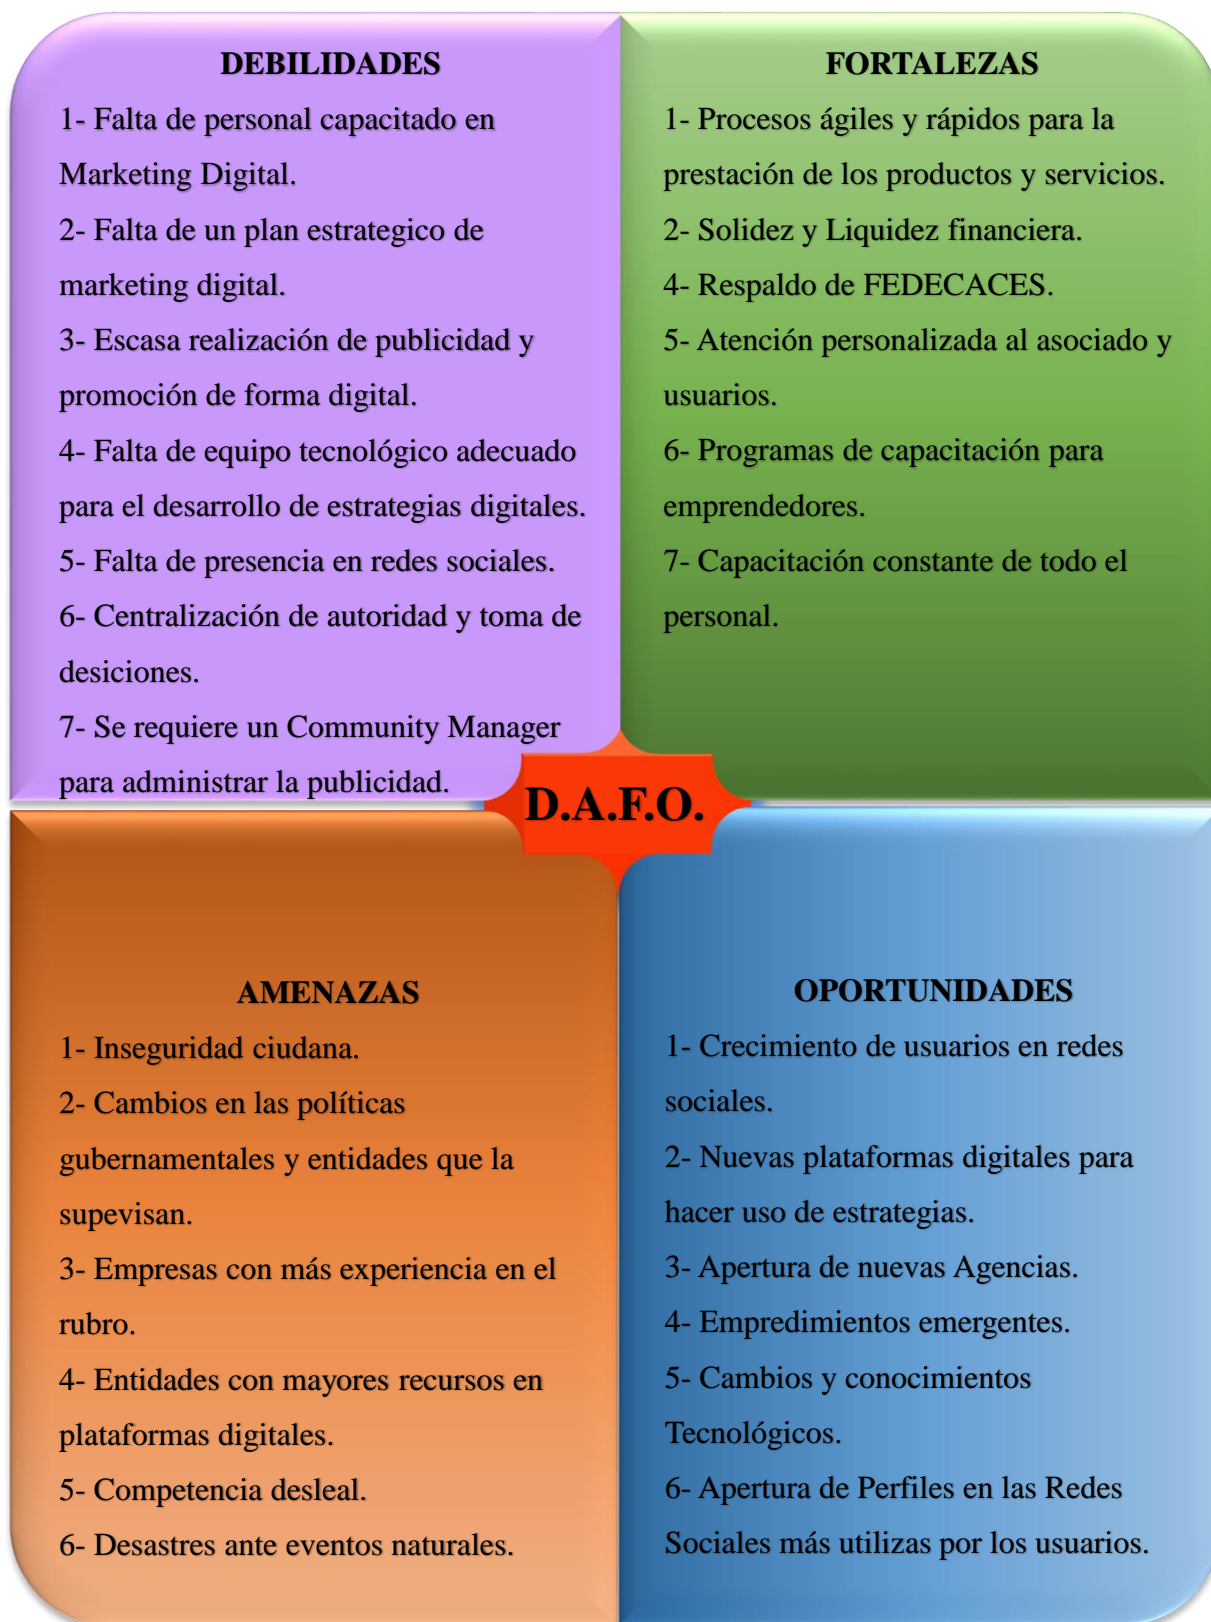 DEBILIDADES
1- Falta de personal capacitado en
Marketing Digital.
2- Falta de un plan estrategico de
marketing digital.
3- Escasa realización de publicidad y
promoción de forma digital.
4- Falta de equipo tecnológico adecuado
para el desarrollo de estrategias digitales.
5- Falta de presencia en redes sociales.
6- Centralización de autoridad y toma de
desiciones.
7- Se requiere un Community Manager
para administrar la publicidad.
FORTALEZAS
1- Procesos ágiles y rápidos para la
prestación de los productos y servicios.
2- Solidez y Liquidez financiera.
4- Respaldo de FEDECACES.
5- Atención personalizada al asociado y
usuarios.
6- Programas de capacitación para
emprendedores.
7- Capacitación constante de todo el
personal.
D.A.F.O.
AMENAZAS
1- Inseguridad ciudana.
2- Cambios en las políticas
gubernamentales y entidades que la
supevisan.
3- Empresas con más experiencia en el
rubro.
4- Entidades con mayores recursos en
plataformas digitales.
5- Competencia desleal.
6- Desastres ante eventos naturales.
OPORTUNIDADES
1- Crecimiento de usuarios en redes
sociales.
2- Nuevas plataformas digitales para
hacer uso de estrategias.
3- Apertura de nuevas Agencias.
4- Empredimientos emergentes.
5- Cambios y conocimientos
Tecnológicos.
6- Apertura de Perfiles en las Redes
Sociales más utilizas por los usuarios.